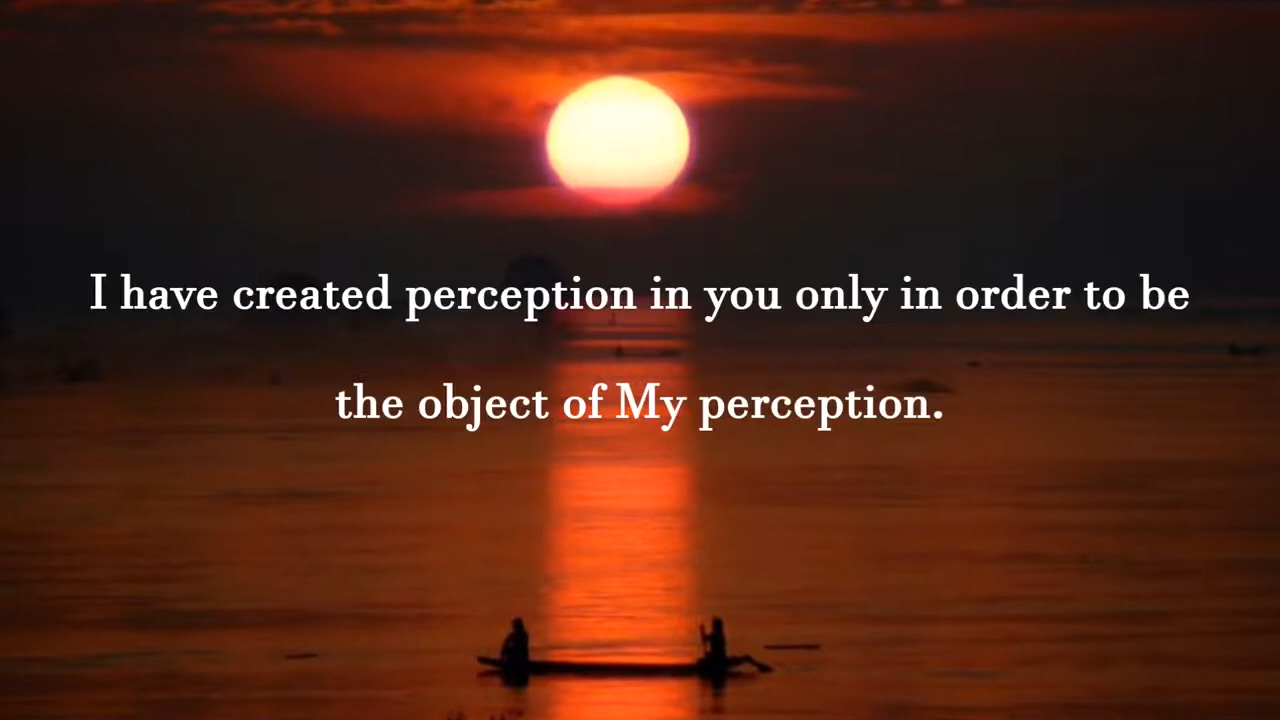 I have created perception in you only in order to be
the object of My perception.